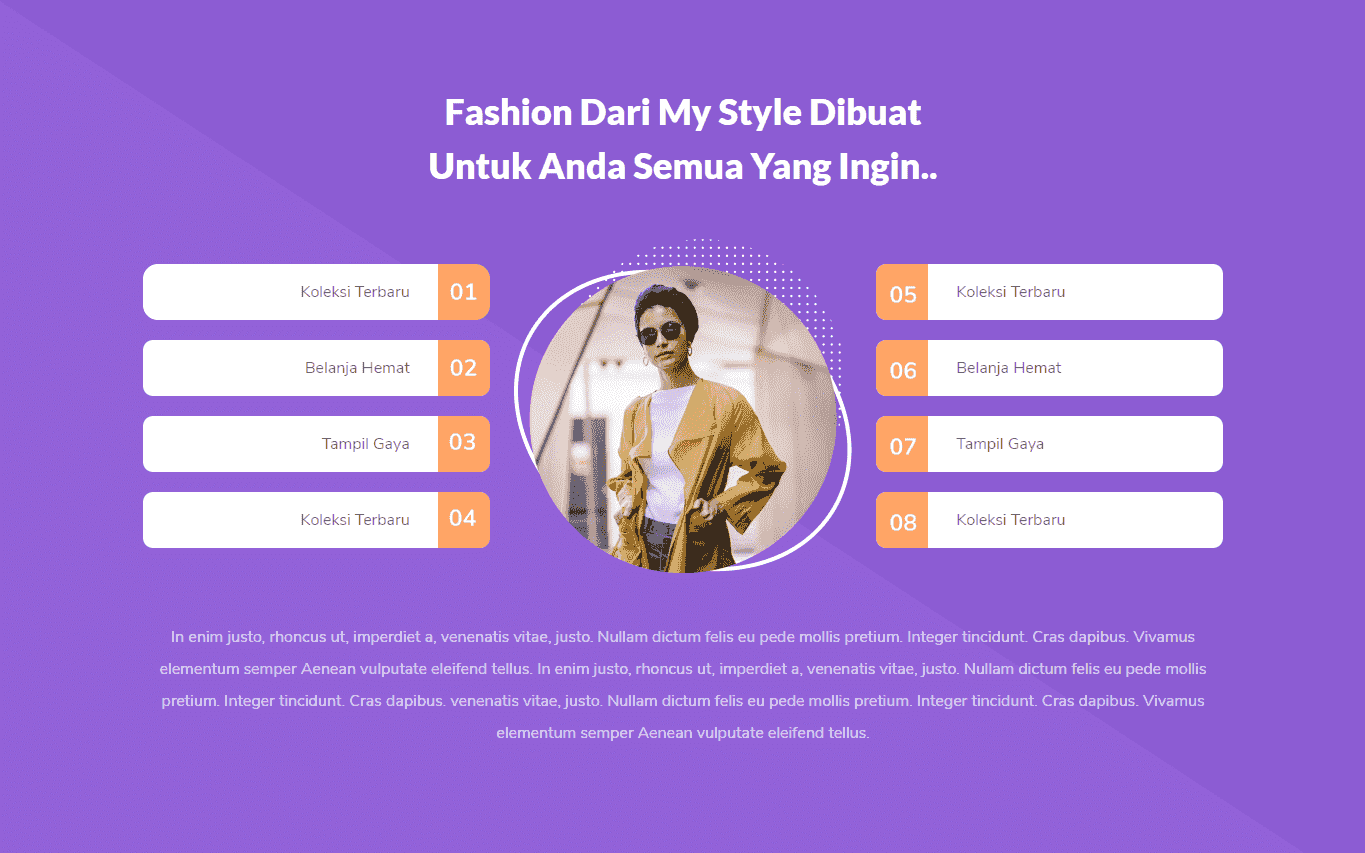 Fashion Dari My Style Dibuat
Untuk Anda Semua Yang Ingin..
Koleksi Terbaru 01
Belanja Hemat 02
Tampil Gaya 03
Koleksi Terbaru 04
05 Koleksi Terbaru
06 Belanja Hemat
07 Tampil Gaya
08 Koleksi Terbaru
In enim justo, rhoncus ut, imperdiet a, venenatis vitae, justo. Nullam dictum felis eu pede mollis pretium. Integer tincidunt. Cras dapibus. Vivamus
elementum semper Aenean vulputate eleifend tellus. In enim justo, rhoncus ut, imperdiet a, venenatis vitae, justo. Nullam dictum felis eu pede mollis
pretium. Integer tincidunt. Cras dapibus. venenatis vitae, justo. Nullam dictum felis eu pede mollis pretium. Integer tincidunt. Cras dapibus. Vivamus
elementum semper Aenean vulputate eleifend tellus.